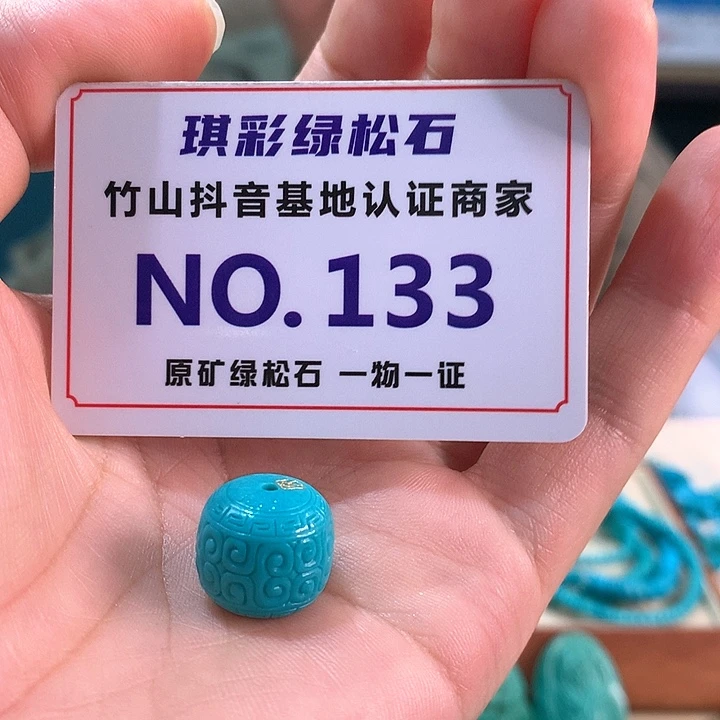 琪彩绿松石
竹山抖音基地认证商家
NO.133
原矿绿松石 一物一证